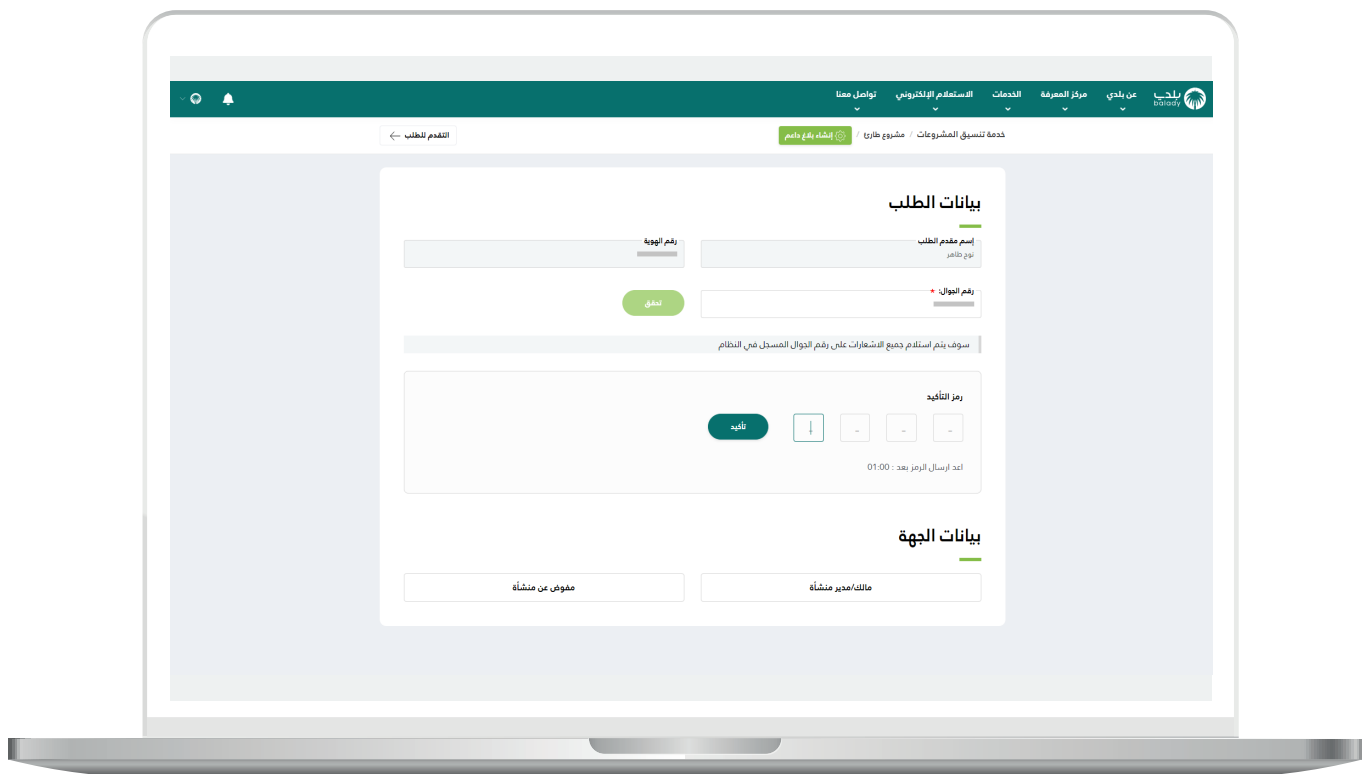 بلدي عن بلدي مركز المعرفة الخدمات الاستعلام الإلكتروني تواصل معنا
balady
خدمة تنسيق المشروعات / مشروع طارئ / إنشاء بلاغ داعم التقدم للطلب
بيانات الطلب
إسم مقدم الطلب رقم الهوية
نوح طاهر
رقم الجوال: *
تحقق
سوف يتم استلام جميع الاشعارات على رقم الجوال المسجل في النظام
رمز التأكيد
- - - تأكيد
اعد ارسال الرمز بعد : 01:00
بيانات الجهة
مالك/مدير منشأة مفوض عن منشأة